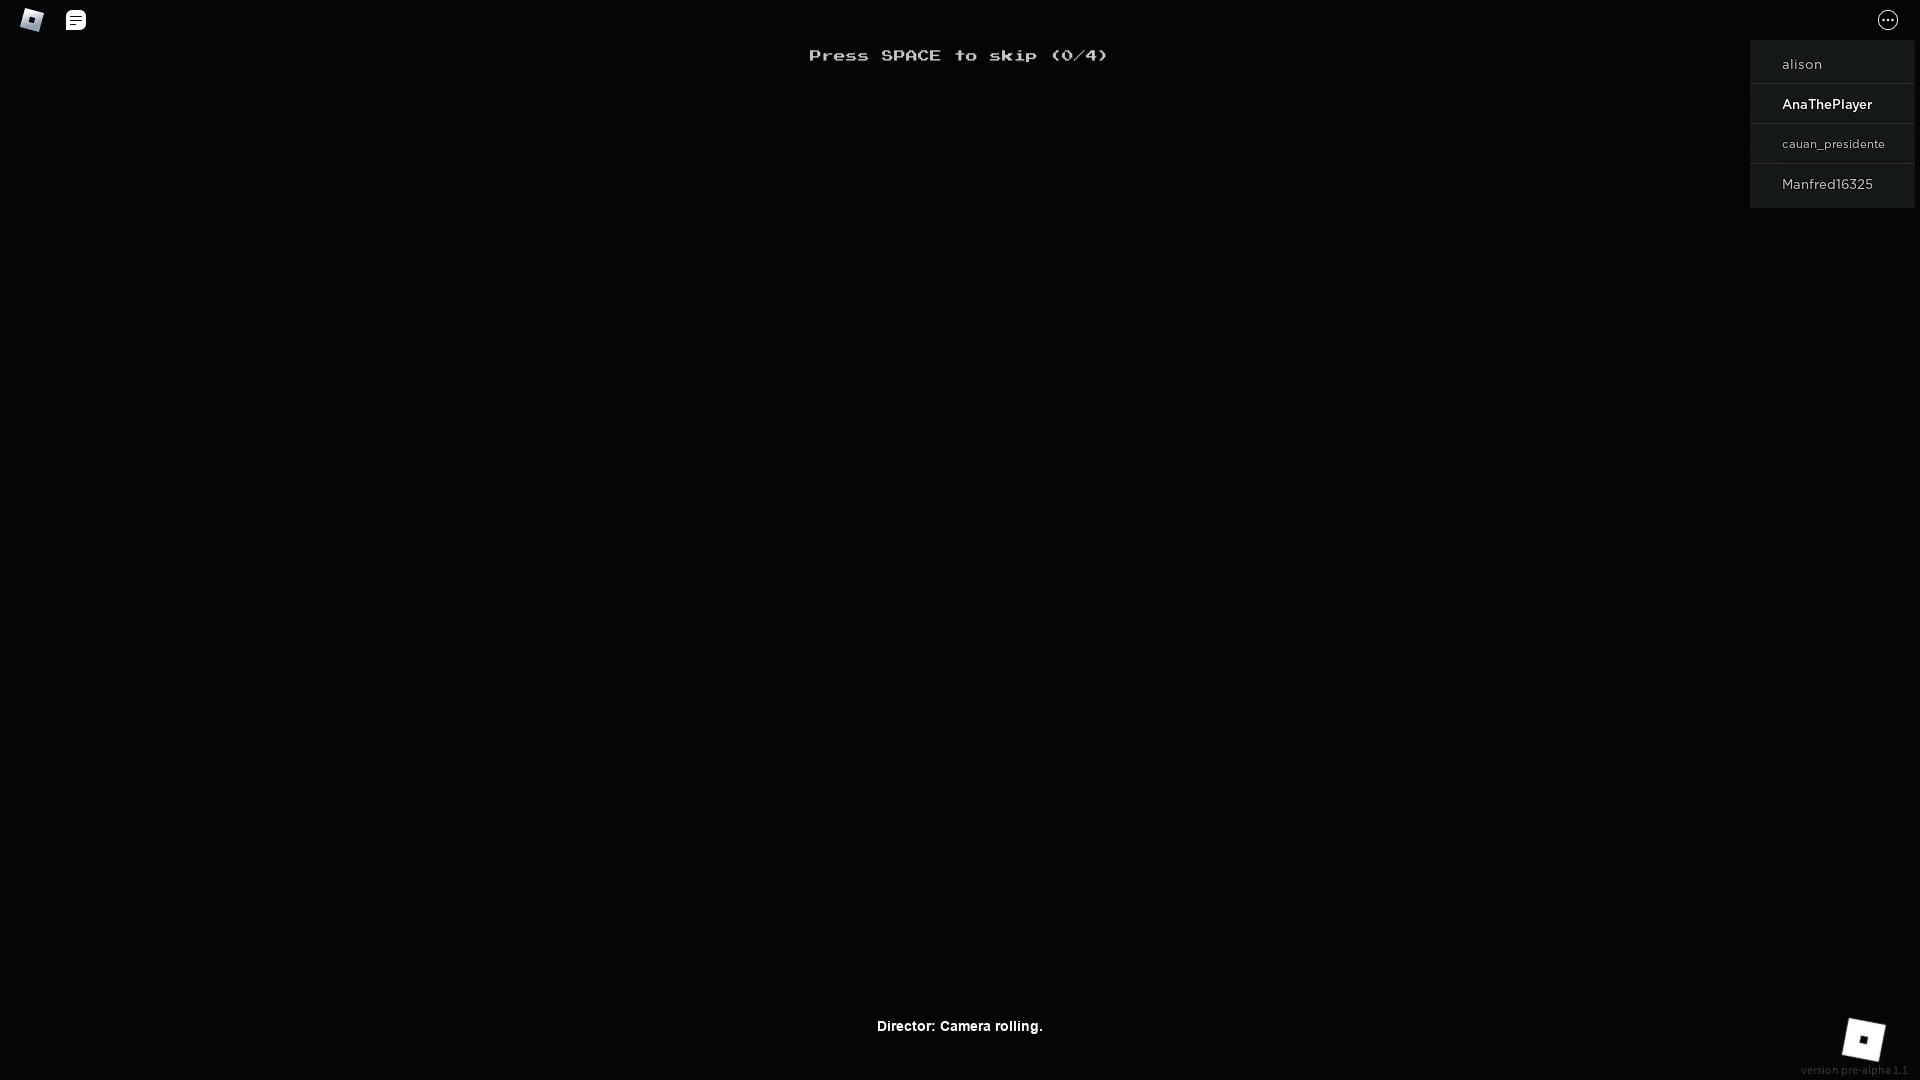 Press SPACE to skip (0/4)
alison
AnaThePlayer
cauan_presidente
Manfred16325
Director: Camera rolling.
version pre-alpha 1.1